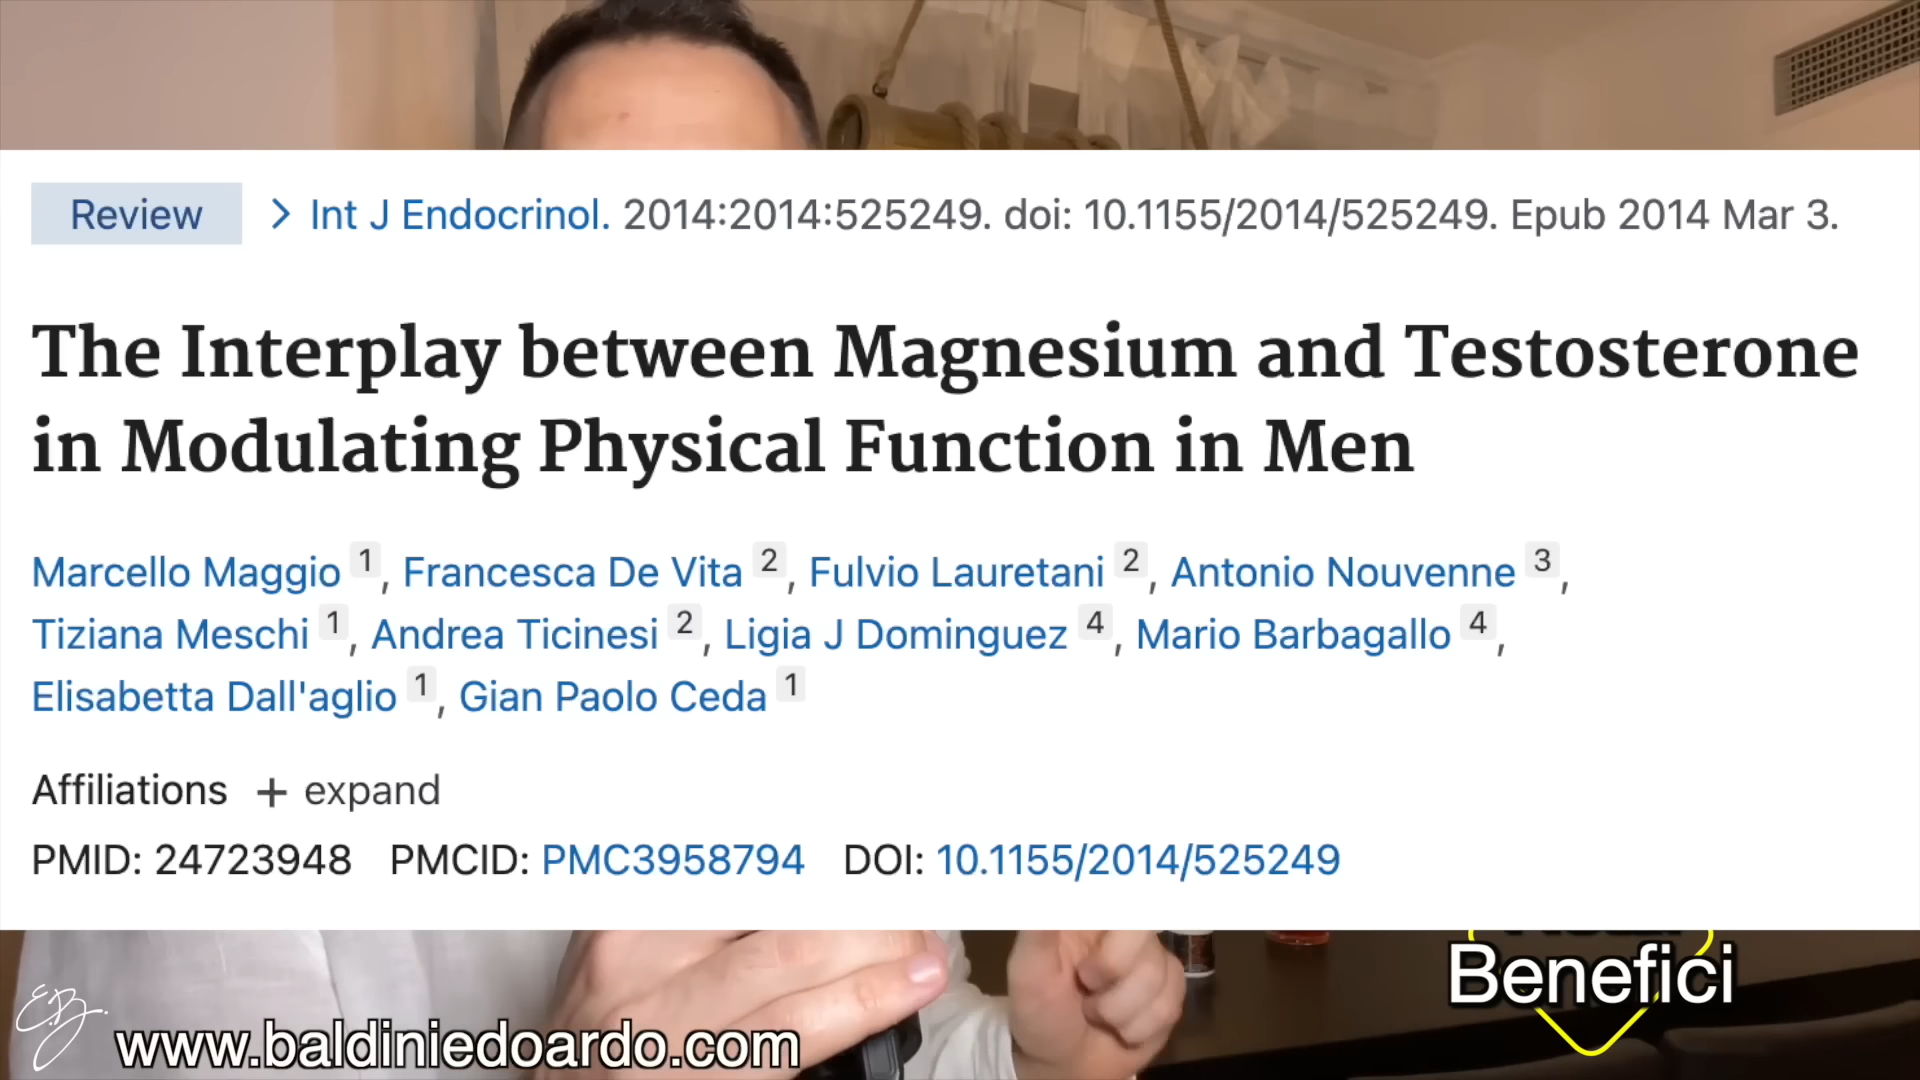 Review > Int J Endocrinol. 2014:2014:525249. doi: 10.1155/2014/525249. Epub 2014 Mar 3.
The Interplay between Magnesium and Testosterone
in Modulating Physical Function in Men
Marcello Maggio 1, Francesca De Vita 2, Fulvio Lauretani 2, Antonio Nouvenne 3,
Tiziana Meschi 1, Andrea Ticinesi 2, Ligia J Dominguez 4, Mario Barbagallo 4,
Elisabetta Dall'aglio 1, Gian Paolo Ceda 1
Affiliations + expand
PMID: 24723948 PMCID: PMC3958794 DOI: 10.1155/2014/525249
Benefici
www.baldiniedoardo.com